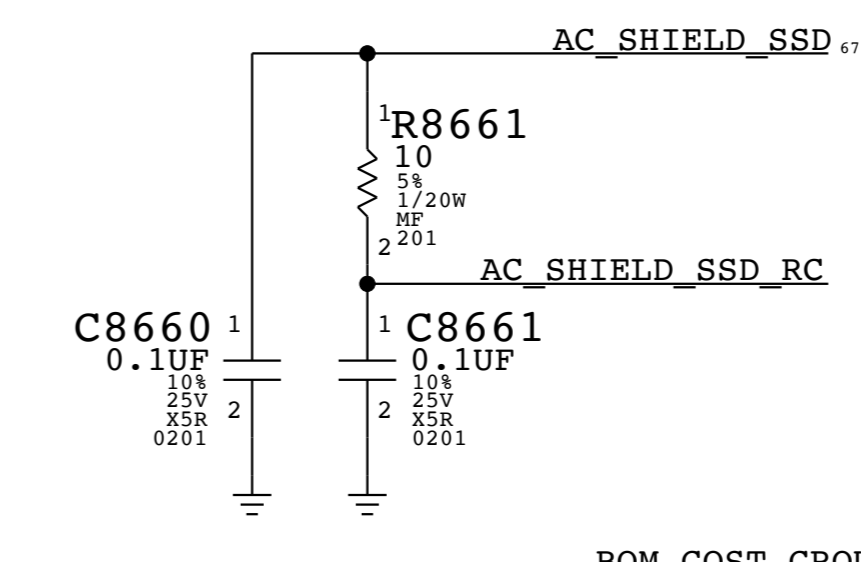 AC_SHIELD_SSD 67
1
R8661
10
5%
1/20W
MF
201
2
AC_SHIELD_SSD_RC
C8660 1
0.1UF
10%
25V
X5R
0201
2
1 C8661
0.1UF
10%
25V
X5R
0201
2